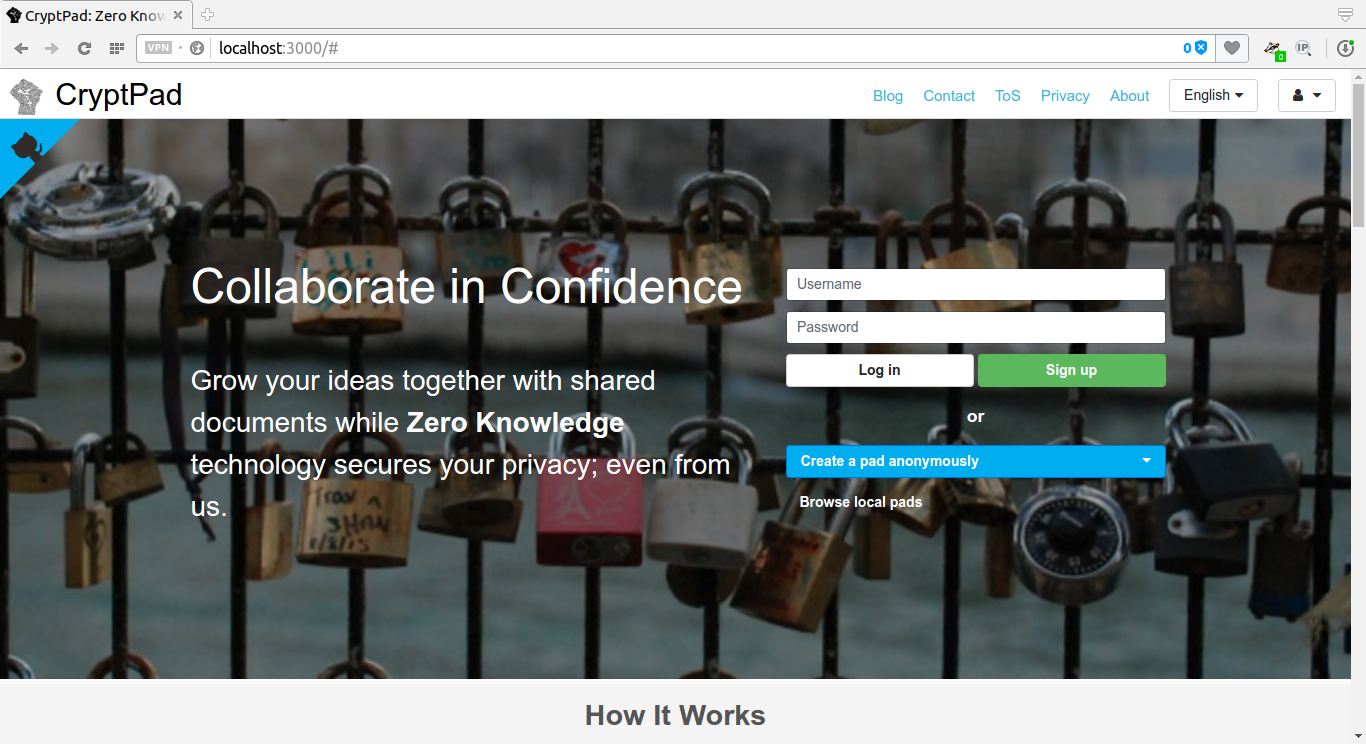 CryptPad: Zero Know
VPN
localhost:3000/#
0
0
IP
CryptPad
Blog
Contact
ToS
Privacy
About
English
Collaborate in Confidence
Grow your ideas together with shared
documents while Zero Knowledge
technology secures your privacy; even from
us.
Username
Password
Log in
Sign up
or
Create a pad anonymously
Browse local pads
How It Works